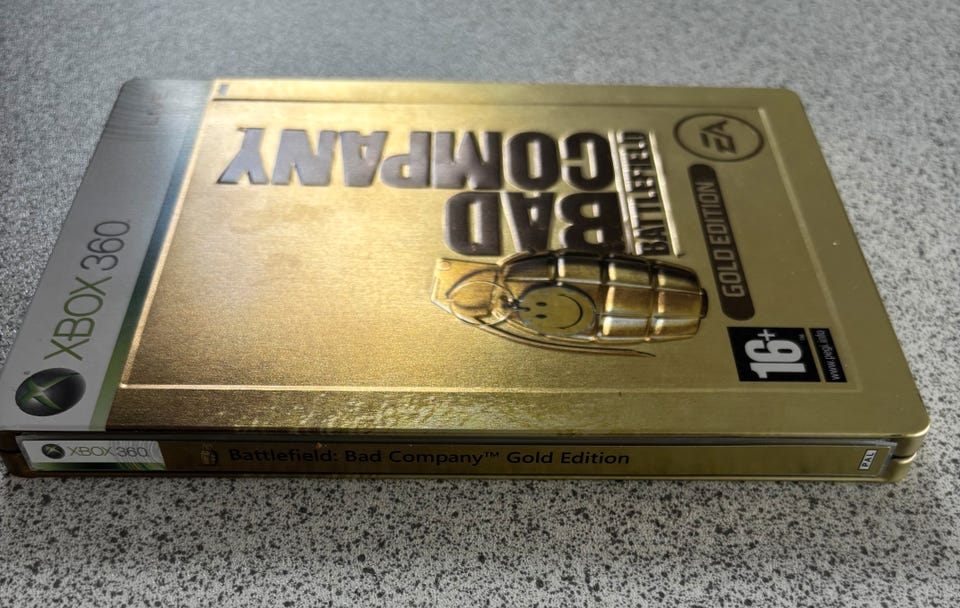 XBOX 360
EA
BATTLEFIELD
BAD
COMPANY
GOLD EDITION
16+
www.pegi.info
XBOX 360
Battlefield: Bad Company™ Gold Edition
PAL